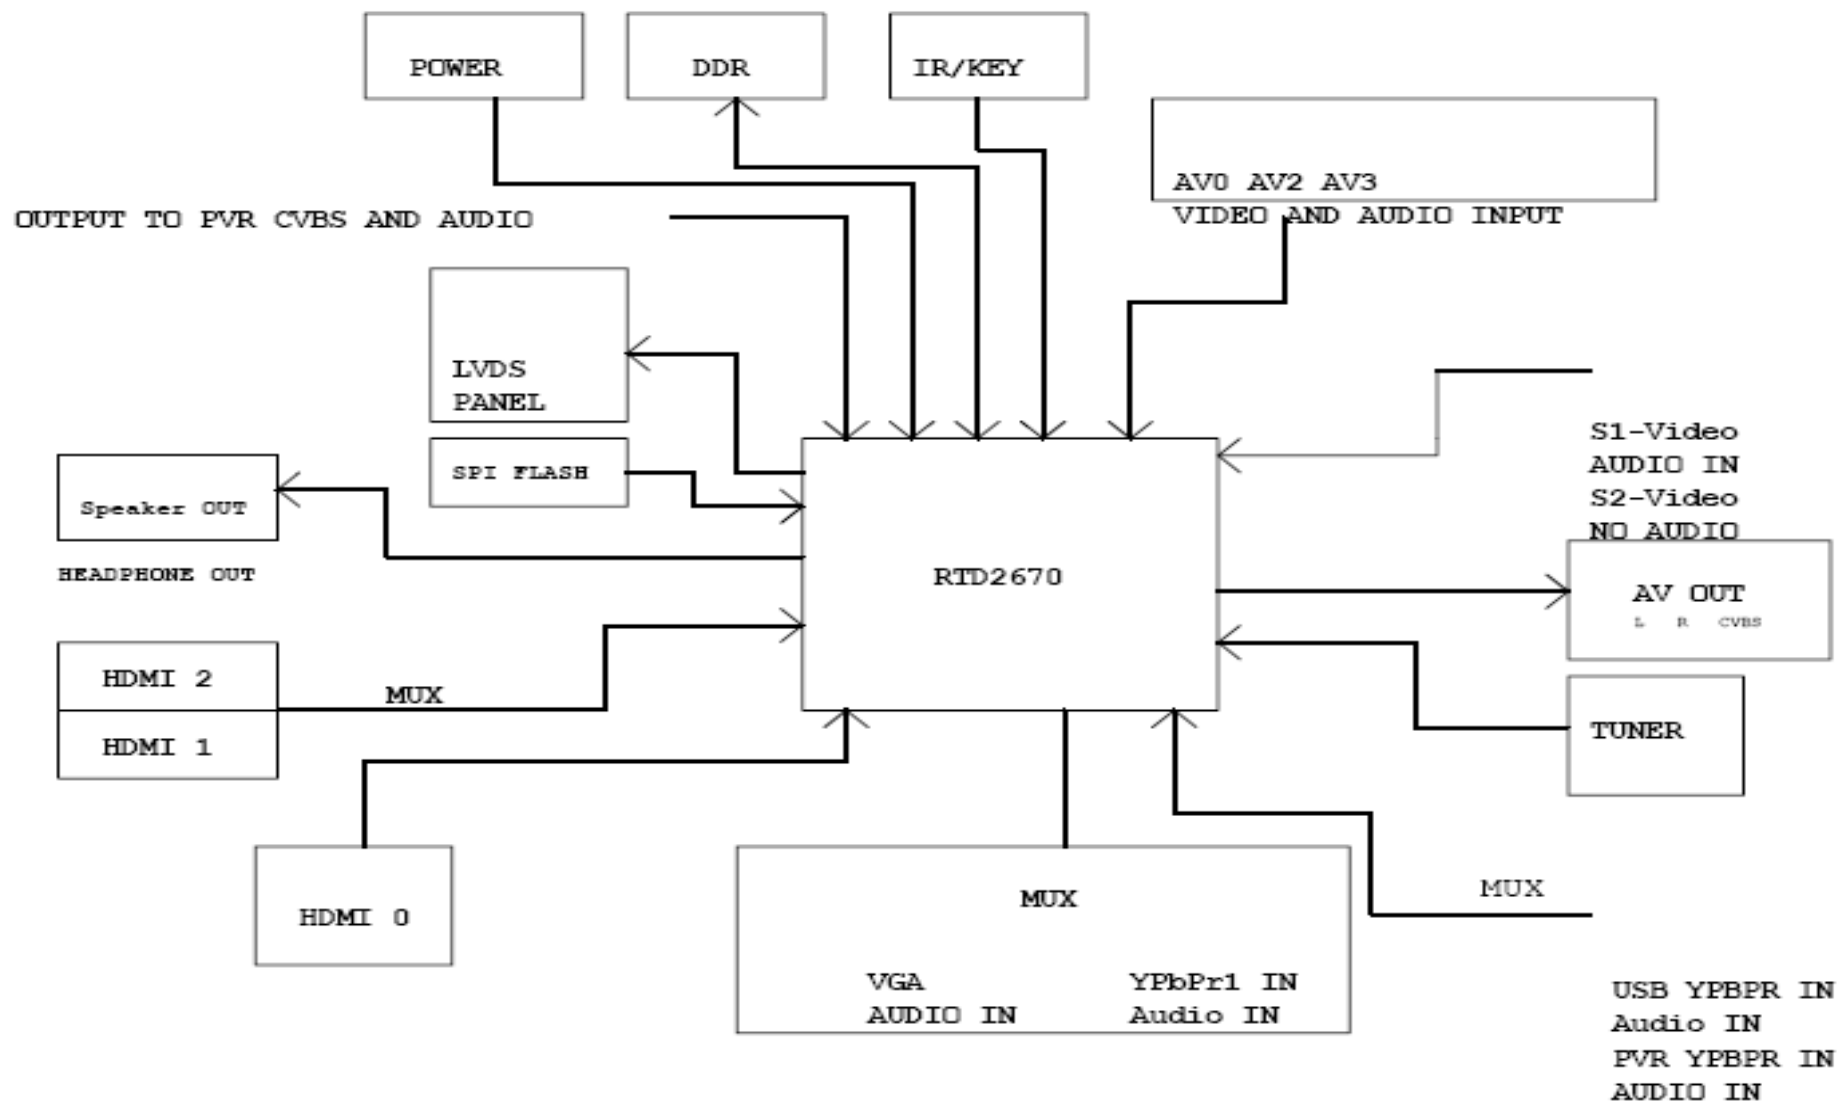 POWER
DDR
IR/KEY
AV0 AV2 AV3
VIDEO AND AUDIO INPUT
OUTPUT TO PVR CVBS AND AUDIO
LVDS
PANEL
SPI FLASH
Speaker OUT
HEADPHONE OUT
S1-Video
AUDIO IN
S2-Video
NO AUDIO
RTD2670
AV OUT
L R CVBS
HDMI 2
MUX
HDMI 1
TUNER
HDMI 0
MUX
VGA
AUDIO IN
YPbPr1 IN
Audio IN
MUX
USB YPBPR IN
Audio IN
PVR YPBPR IN
AUDIO IN